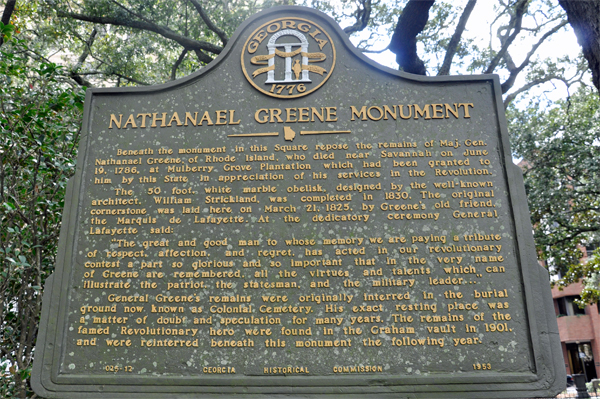 GEORGIA
1776
NATHANAEL GREENE MONUMENT
Beneath the monument in this Square repose the remains of Maj. Gen.
Nathanael Greene, of Rhode Island, who died near Savannah on June
19, 1786, at Mulberry Grove Plantation which had been granted to
him by this State in appreciation of his services in the Revolution.
The 50 foot white marble obelisk, designed by the well-known
architect, William Strickland, was completed in 1830. The original
cornerstone was laid here on March 21, 1825, by Greene's old friend,
the Marquis de Lafayette. At the dedicatory ceremony General
Lafayette said:
"The great and good man to whose memory we are paying a tribute
of respect, affection, and regret, has acted in our revolutionary
contest a part so glorious and so important that in the very name
of Greene are remembered all the virtues and talents which can
illustrate the patriot, the statesman, and the military leader...."
General Greene's remains were originally interred in the burial
ground now known as Colonial Cemetery. His exact resting place was
a matter of doubt and speculation for many years. The remains of the
famed Revolutionary hero were found in the Graham vault in 1901,
and were reinterred beneath this monument the following year.
025-12 GEORGIA HISTORICAL COMMISSION 1953